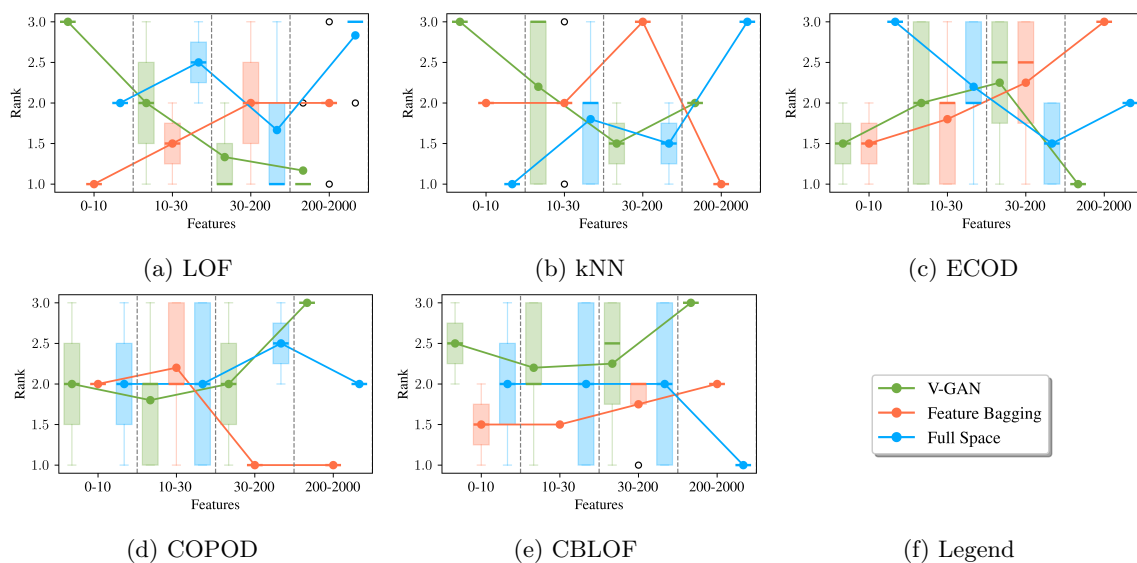 3.0
2.5
2.0
1.5
1.0
Rank
0-10 10-30 30-200 200-2000
Features
(a) LOF
3.0
2.5
2.0
1.5
1.0
Rank
0-10 10-30 30-200 200-2000
Features
(b) kNN
3.0
2.5
2.0
1.5
1.0
Rank
0-10 10-30 30-200 200-2000
Features
(c) ECOD
3.0
2.5
2.0
1.5
1.0
Rank
0-10 10-30 30-200 200-2000
Features
(d) COPOD
3.0
2.5
2.0
1.5
1.0
Rank
0-10 10-30 30-200 200-2000
Features
(e) CBLOF
V-GAN
Feature Bagging
Full Space
(f) Legend